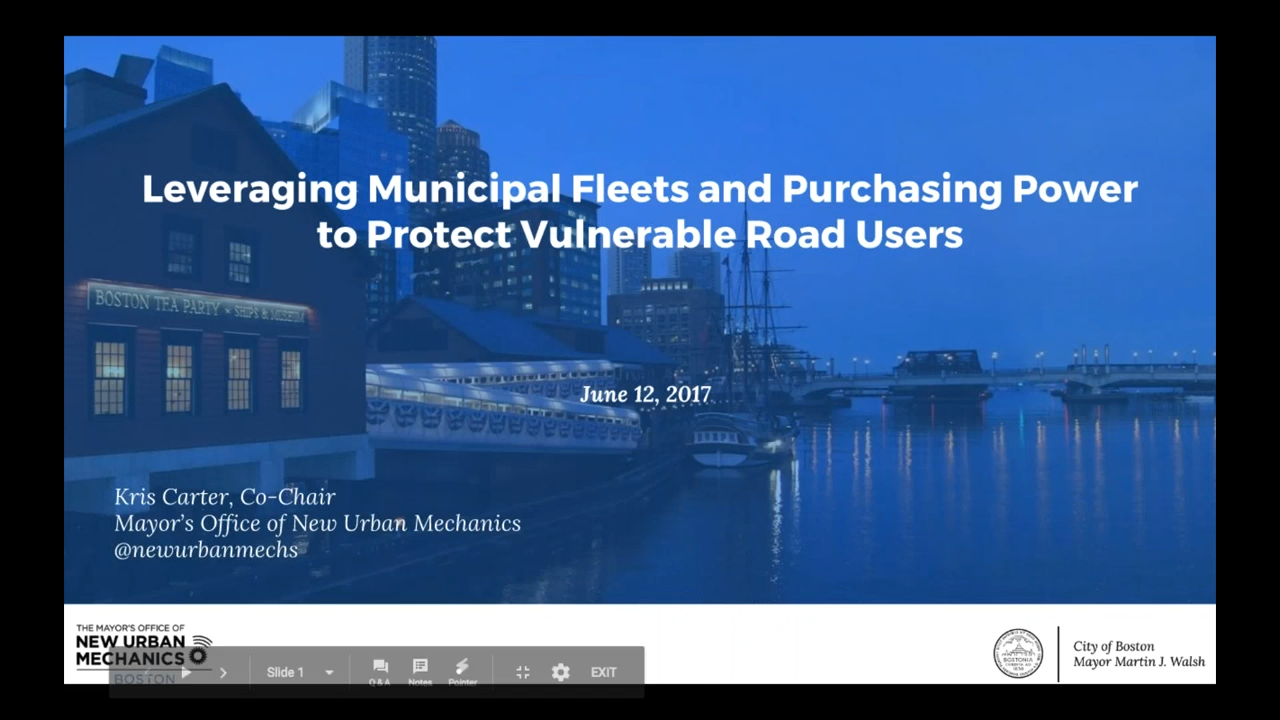 Leveraging Municipal Fleets and Purchasing Power
to Protect Vulnerable Road Users
BOSTON TEA PARTY SHIPS & MUSEUM
June 12, 2017
Kris Carter, Co-Chair
Mayor's Office of New Urban Mechanics
@newurbanmechs
THE MAYOR'S OFFICE OF
NEW URBAN
MECHANICS
BOSTON
Slide 1
Q & A
Notes
Pointer
EXIT
BOSTONIA
City of Boston
Mayor Martin J. Walsh